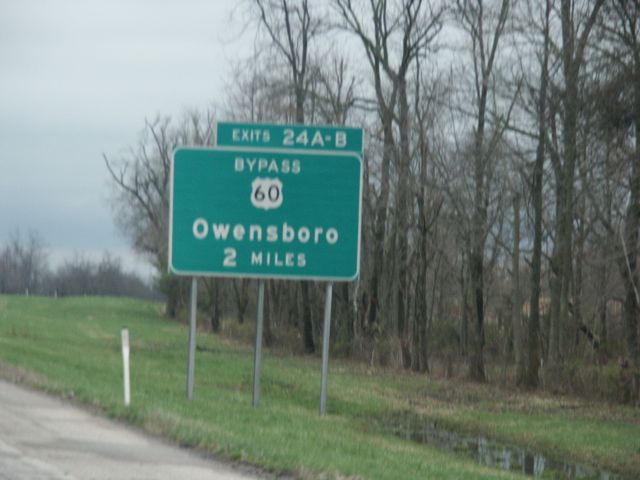 EXITS 24A-B
BYPASS
60
Owensboro
2 MILES